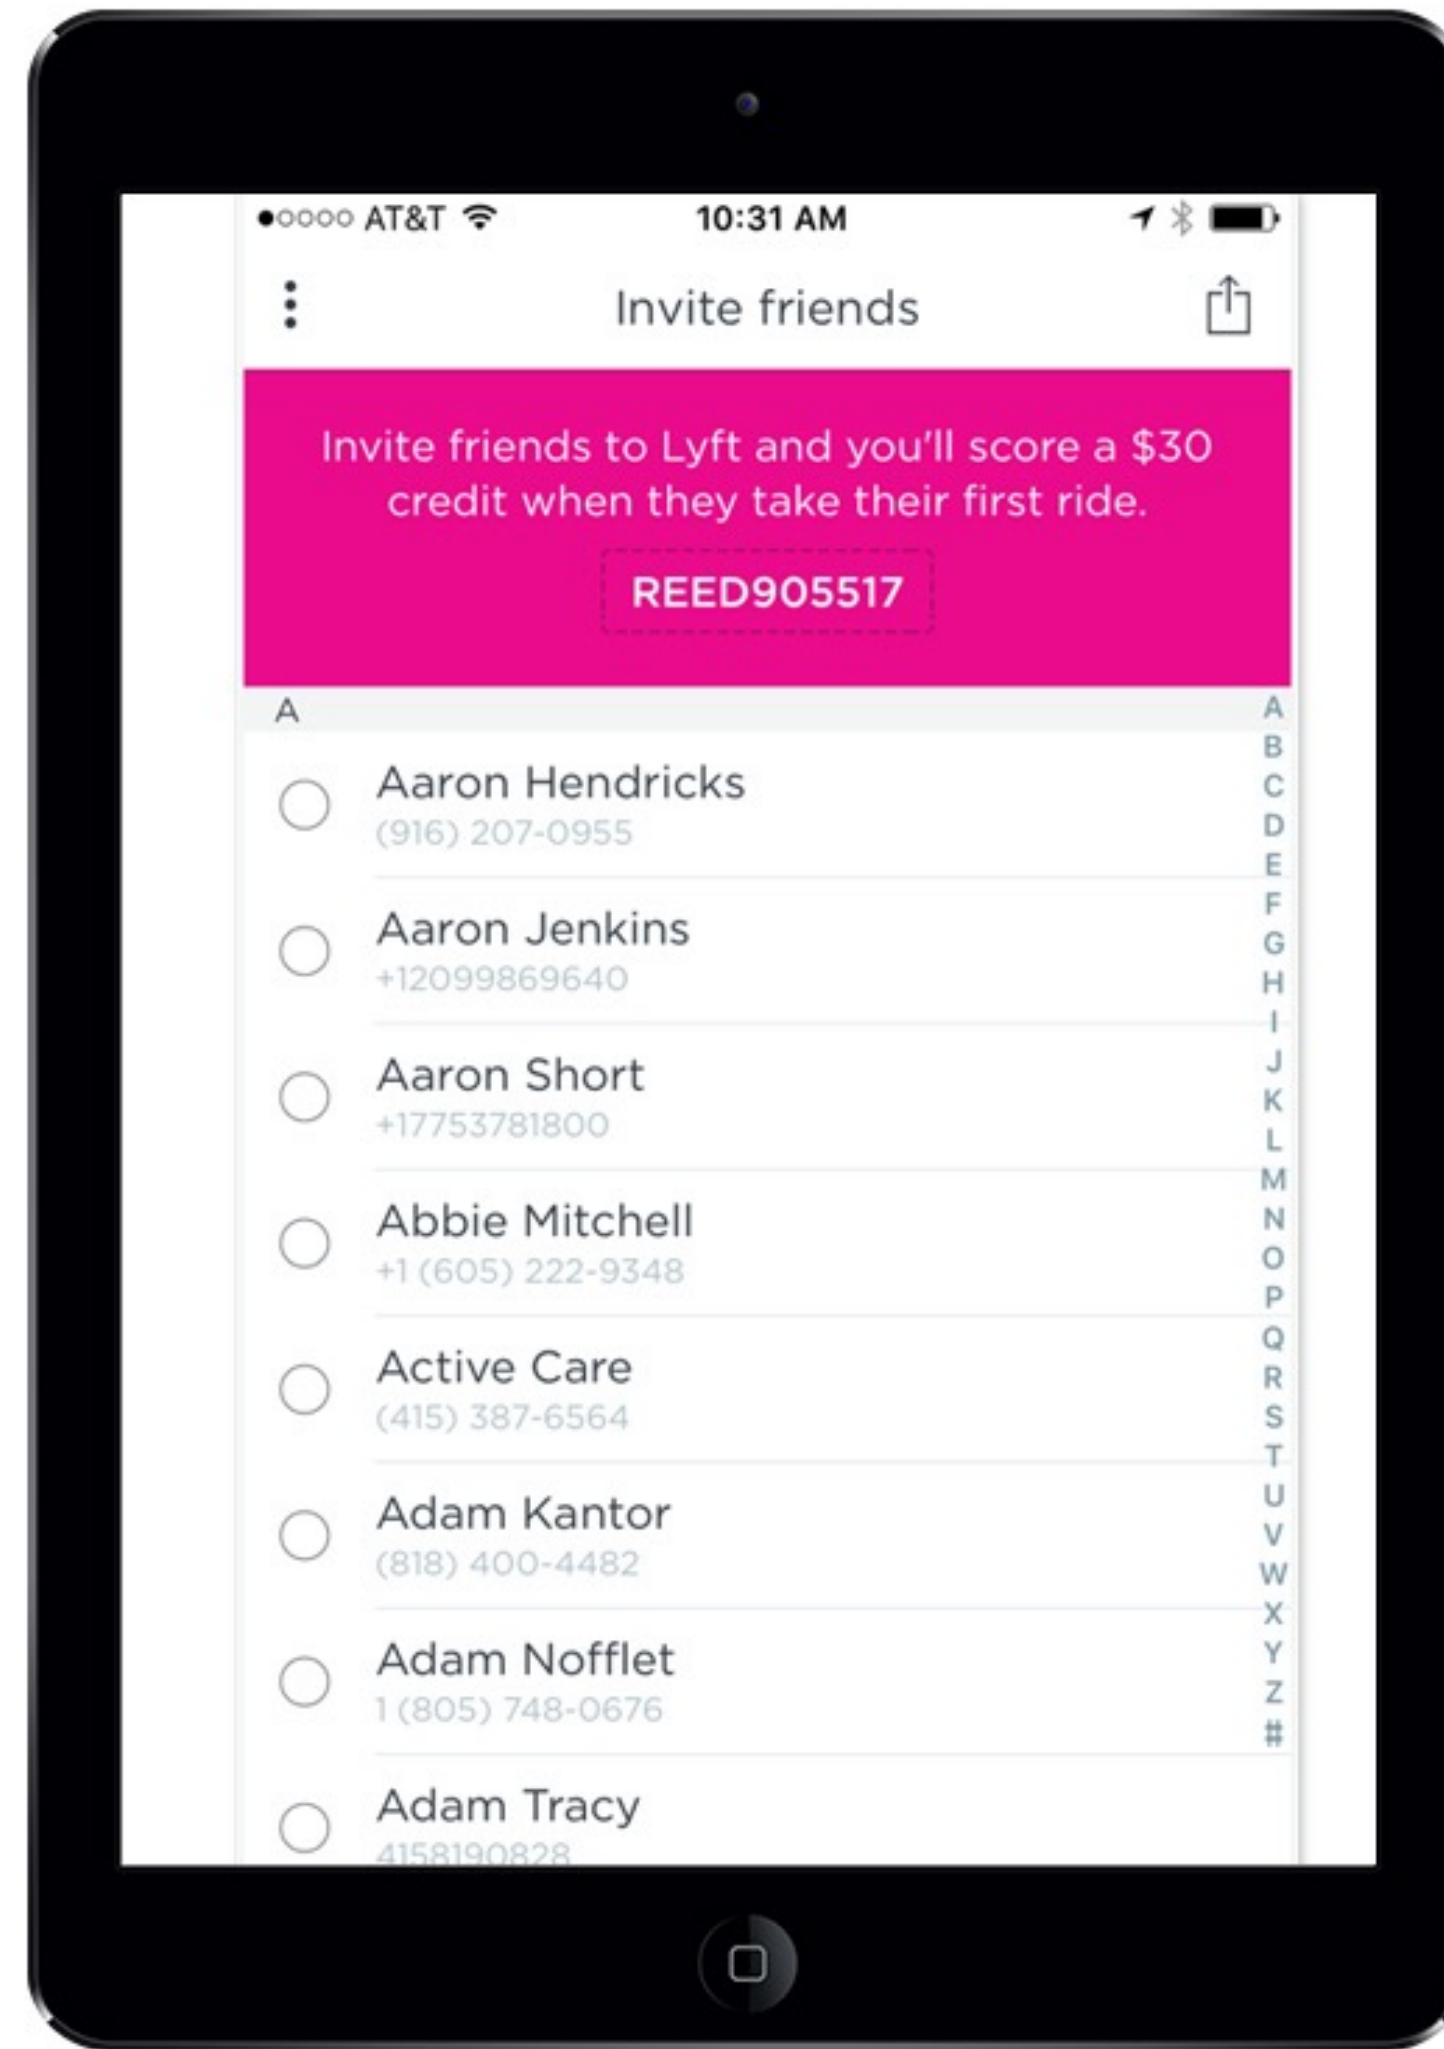 AT&T 10:31 AM
Invite friends
Invite friends to Lyft and you'll score a $30
credit when they take their first ride.
REED905517
A
Aaron Hendricks
(916) 207-0955
Aaron Jenkins
+12099869640
Aaron Short
+17753781800
Abbie Mitchell
+1 (605) 222-9348
Active Care
(415) 387-6564
Adam Kantor
(818) 400-4482
Adam Nofflet
1 (805) 748-0676
Adam Tracy
4158190828
A
B
C
D
E
F
G
H
I
J
K
L
M
N
O
P
Q
R
S
T
U
V
W
X
Y
Z
#